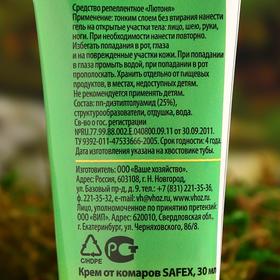 Средство репеллентное «Лютоня»
Применение: тонким слоем без втирания нанести
гель на открытые участки тела: лицо, шею, руки,
ноги. При необходимости нанести повторно.
Избегать попадания в рот, глаза
и на поврежденные участки кожи. При попадании
в глаза промыть водой, при попадании в рот
прополоскать. Хранить отдельно от пищевых
продуктов, в местах, недоступных детям.
Не рекомендуется применять детям.
Состав: nn-диэтилтолуамид (25%),
структурообразователи, отдушка, вода.
Св-во о гос. регистрации
№RU.77.99.88.002.E.040800.09.11 от 30.09.2011.
ТУ 9392-011-47533666-2005. Срок годности: 4 года.
Дата изготовления указана на хвостовике тубы.
Изготовитель: ООО «Ваше хозяйство».
Адрес: Россия, 603108, г. Н. Новгород,
ул. Базовый пр-д, д. 9, т. +7 (831) 221-35-36,
ф. 221-35-32, e-mail: vh@vhoz.ru, www.vhoz.ru
Лицо, уполномоченное по принятию претензий:
ООО «ВИП». Адрес: 620010, Свердловская обл.,
г. Екатеринбург, ул. Черняховского, 86/8.
C/HDPE
Крем от комаров SAFEX, 30 мл